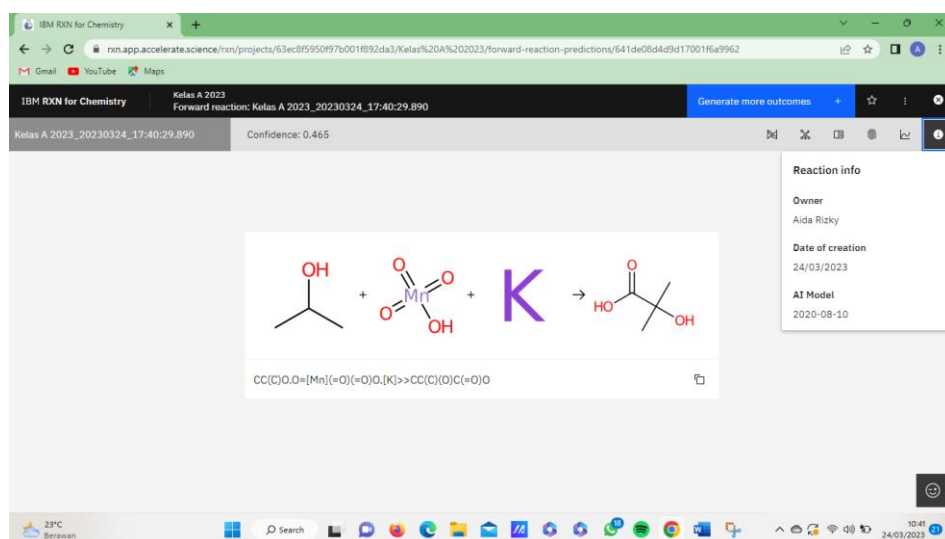 IBM RXN for Chemistry
rxn.app.accelerate.science/rxn/projects/63ec8f5950f97b001f892da3/Kelas%20A%202023/forward-reaction-predictions/641de08d4d9d17001f6a9962
Gmail YouTube Maps
IBM RXN for Chemistry
Kelas A 2023
Forward reaction: Kelas A 2023_20230324_17:40:29.890
Generate more outcomes +
Kelas A 2023_20230324_17:40:29.890
Confidence: 0.465
Reaction info
Owner
Aida Rizky
Date of creation
24/03/2023
AI Model
2020-08-10
OH + O Mn O O OH + K → O HO OH
CC(C)O.O=[Mn](=O)(=O)O.[K]>>CC(C)(O)C(=O)O
23°C
Berawan
Search
18
10:41
24/03/2023
21